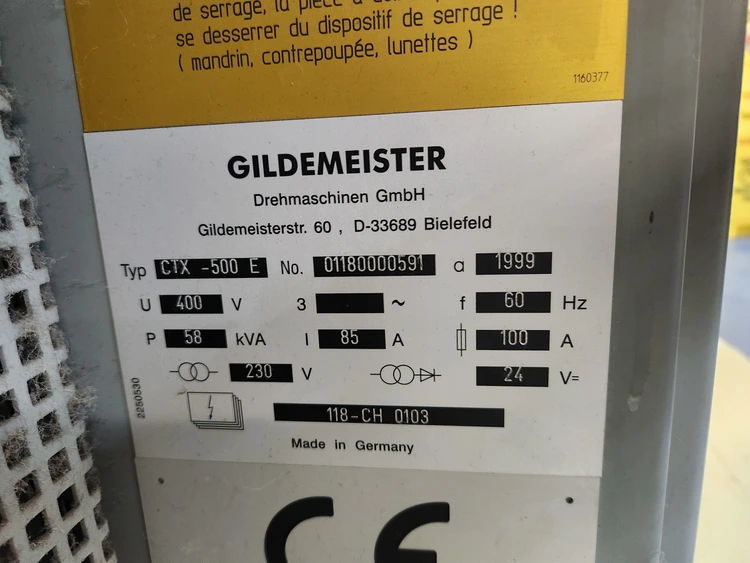 de serrage, la pièce à
se desserrer du dispositif de serrage !
( mandrin, contrepoupée, lunettes )
1160377
GILDEMEISTER
Drehmaschinen GmbH
Gildemeisterstr. 60 , D-33689 Bielefeld
Typ CTX -500 E No. 01180000591 a 1999
U 400 V 3 ~ f 60 Hz
P 58 kVA I 85 A 100 A
230 V 24 V=
118-CH 0103
2250530
Made in Germany
CE